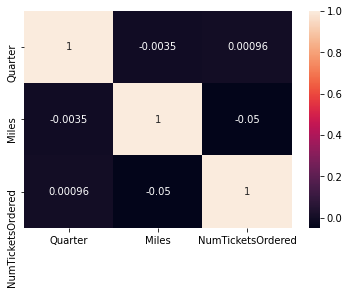 Quarter
1
-0.0035
0.00096
Miles
-0.0035
1
-0.05
NumTicketsOrdered
0.00096
-0.05
1
Quarter
Miles
NumTicketsOrdered
1.0
0.8
0.6
0.4
0.2
0.0